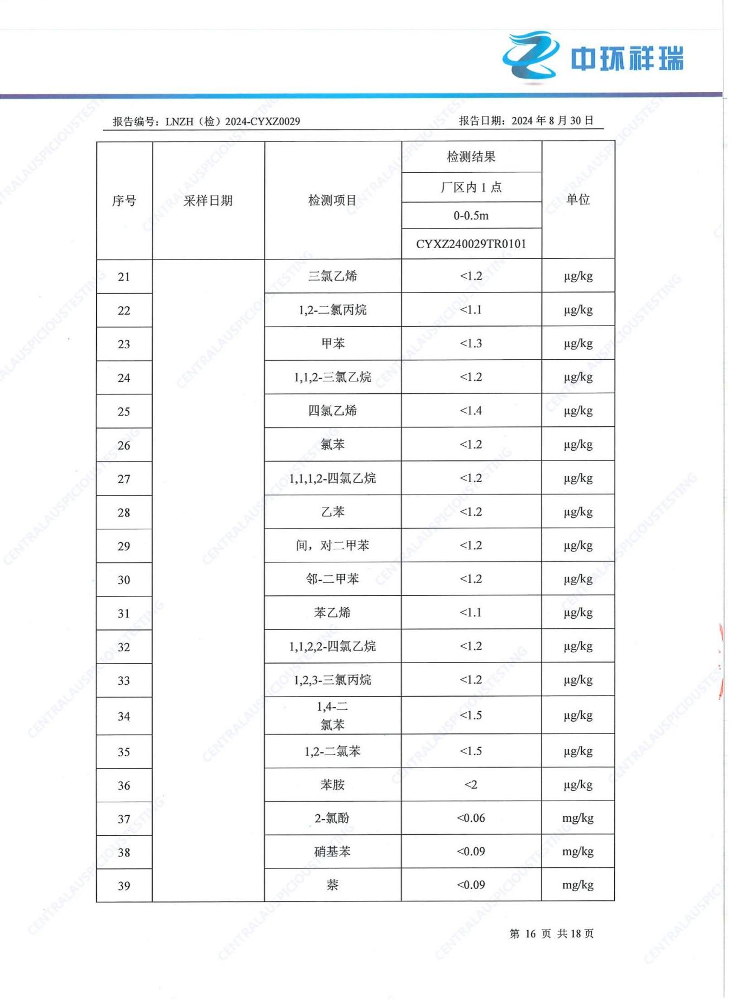 中环祥瑞
报告编号：LNZH（检）2024-CYXZ0029 报告日期：2024 年 8 月 30 日
序号 采样日期 检测项目 检测结果 单位
厂区内 1 点
0-0.5m
CYXZ240029TR0101
21 三氯乙烯 <1.2 μg/kg
22 1,2-二氯丙烷 <1.1 μg/kg
23 甲苯 <1.3 μg/kg
24 1,1,2-三氯乙烷 <1.2 μg/kg
25 四氯乙烯 <1.4 μg/kg
26 氯苯 <1.2 μg/kg
27 1,1,1,2-四氯乙烷 <1.2 μg/kg
28 乙苯 <1.2 μg/kg
29 间，对二甲苯 <1.2 μg/kg
30 邻-二甲苯 <1.2 μg/kg
31 苯乙烯 <1.1 μg/kg
32 1,1,2,2-四氯乙烷 <1.2 μg/kg
33 1,2,3-三氯丙烷 <1.2 μg/kg
34 1,4-二
氯苯 <1.5 μg/kg
35 1,2-二氯苯 <1.5 μg/kg
36 苯胺 <2 μg/kg
37 2-氯酚 <0.06 mg/kg
38 硝基苯 <0.09 mg/kg
39 萘 <0.09 mg/kg
第 16 页 共 18 页
CENTRALAUSPICIOUSTESTING